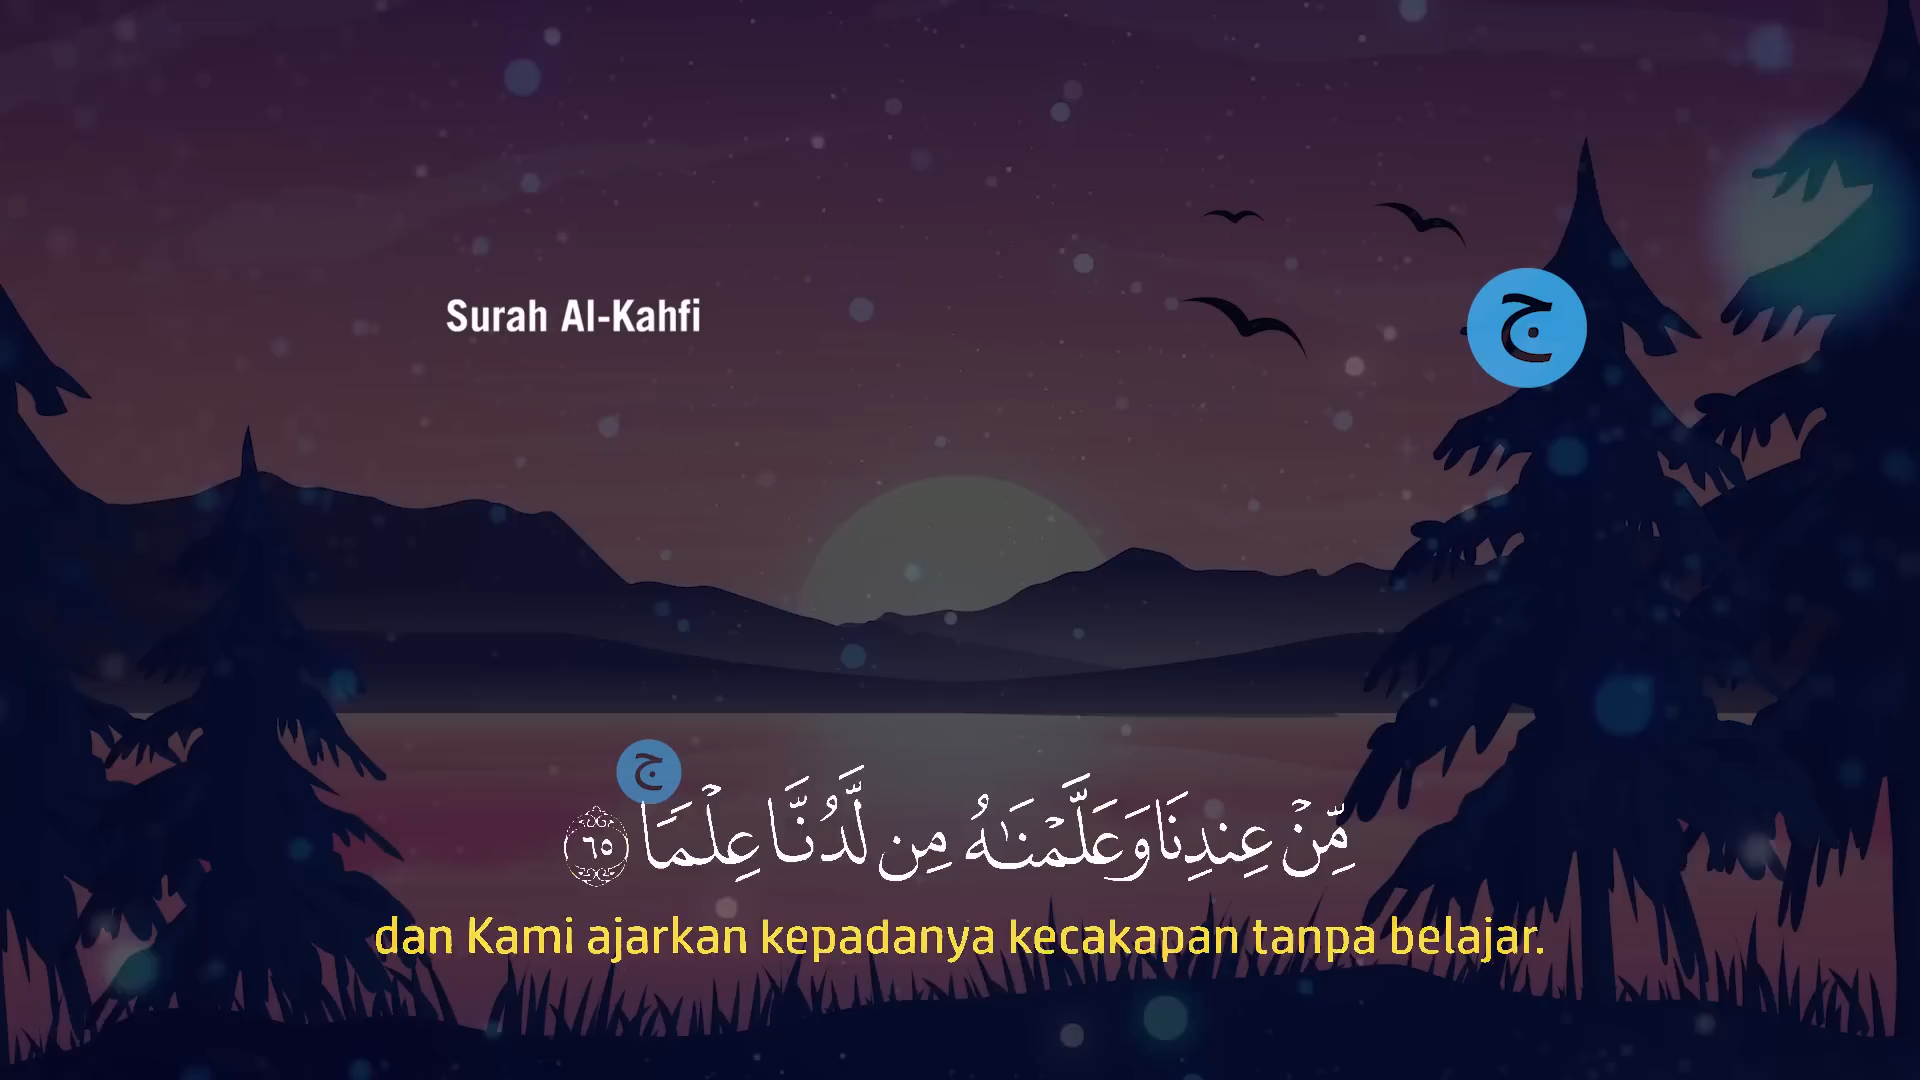 Surah Al-Kahfi
ج
ج
مِّنْ عِندِنَا وَعَلَّمْنَٰهُ مِن لَّدُنَّا عِلْمًا ٦٥
dan Kami ajarkan kepadanya kecakapan tanpa belajar.